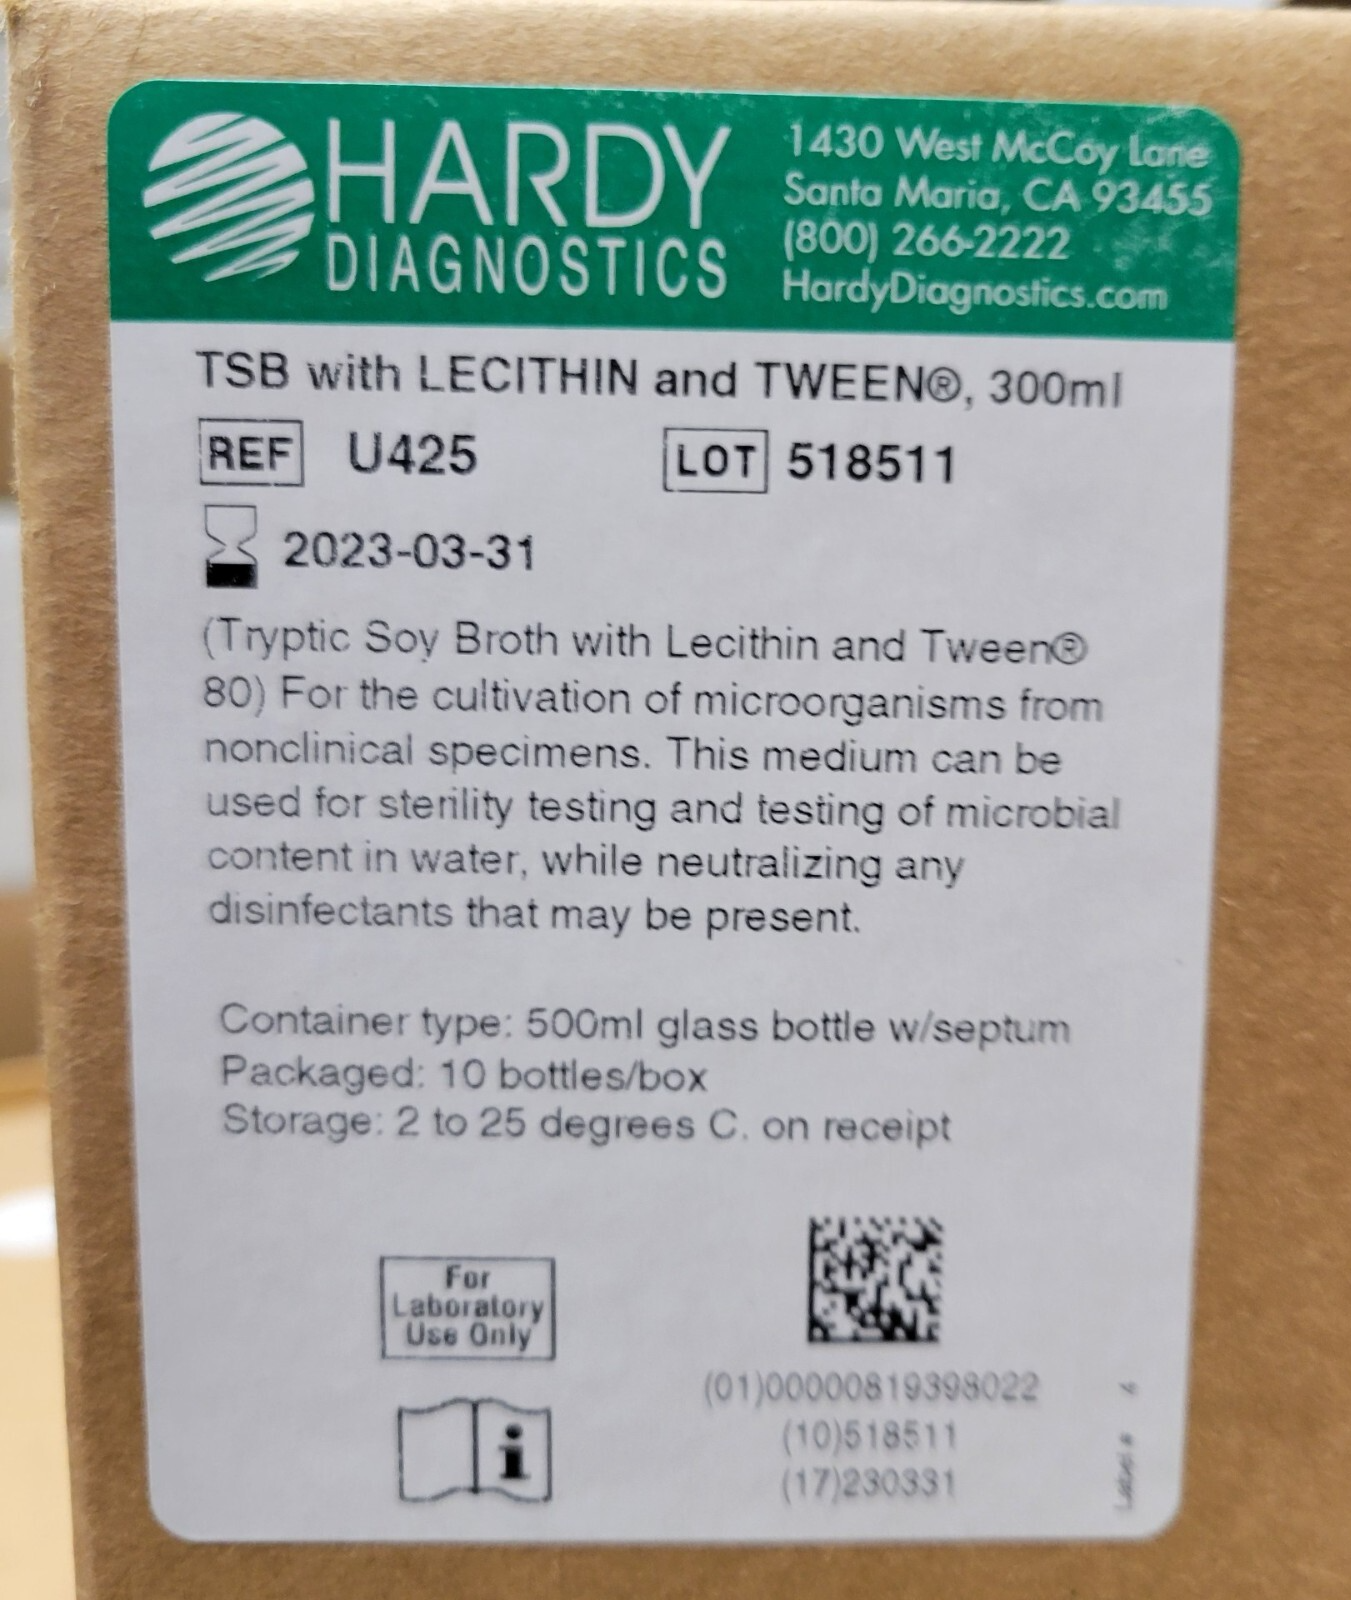 HARDY
DIAGNOSTICS
1430 West McCoy Lane
Santa Maria, CA 93455
(800) 266-2222
HardyDiagnostics.com
TSB with LECITHIN and TWEEN®, 300ml
REF U425 LOT 518511
2023-03-31
(Tryptic Soy Broth with Lecithin and Tween®
80) For the cultivation of microorganisms from
nonclinical specimens. This medium can be
used for sterility testing and testing of microbial
content in water, while neutralizing any
disinfectants that may be present.
Container type: 500ml glass bottle w/septum
Packaged: 10 bottles/box
Storage: 2 to 25 degrees C. on receipt
For
Laboratory
Use Only
i
(01)00000819398022
(10)518511
(17)230331
Label #